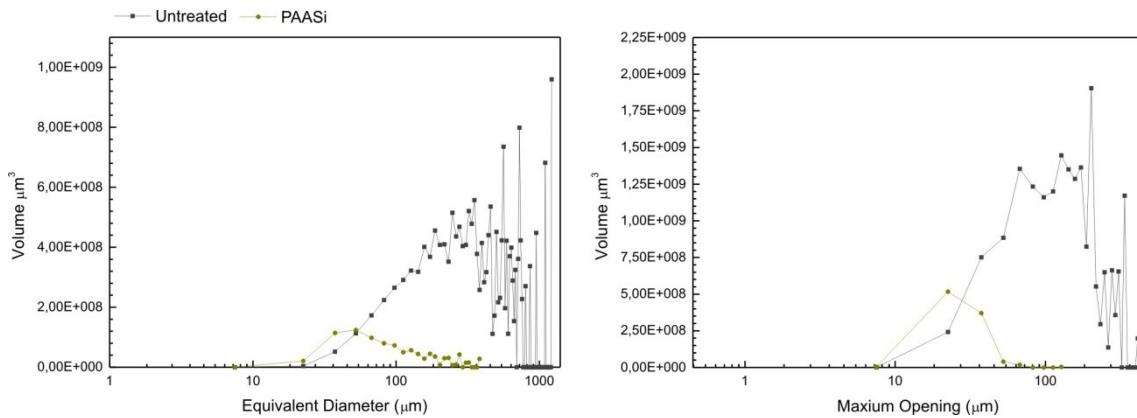 Untreated PAASi
1,00E+009
8,00E+008
6,00E+008
4,00E+008
2,00E+008
0,00E+000
Volume μm³
1 10 100 1000
Equivalent Diameter (μm)
2,25E+009
2,00E+009
1,75E+009
1,50E+009
1,25E+009
1,00E+009
7,50E+008
5,00E+008
2,50E+008
0,00E+000
Volume μm³
1 10 100
Maxium Opening (μm)